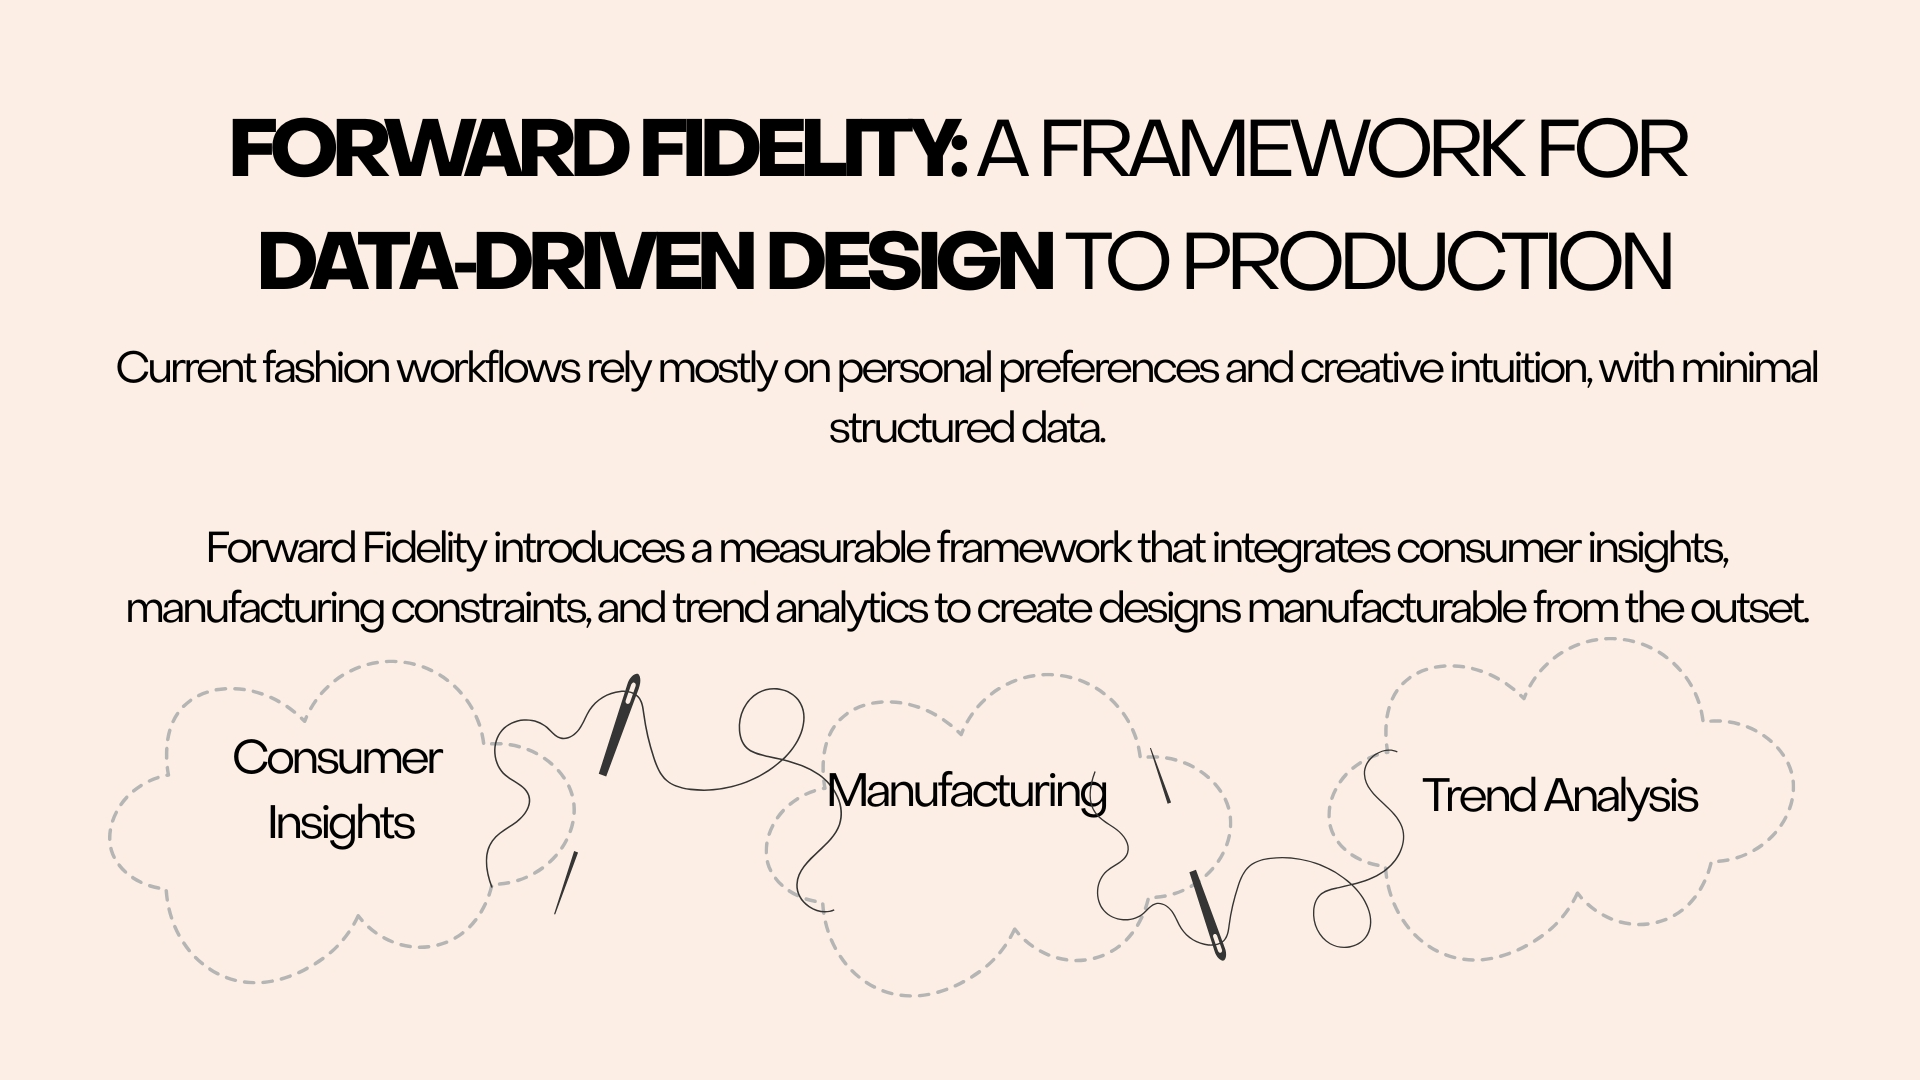 FORWARD FIDELITY: A FRAMEWORK FOR
DATA-DRIVEN DESIGN TO PRODUCTION
Current fashion workflows rely mostly on personal preferences and creative intuition, with minimal
structured data.
Forward Fidelity introduces a measurable framework that integrates consumer insights,
manufacturing constraints, and trend analytics to create designs manufacturable from the outset.
Consumer
Insights
Manufacturing
Trend Analysis